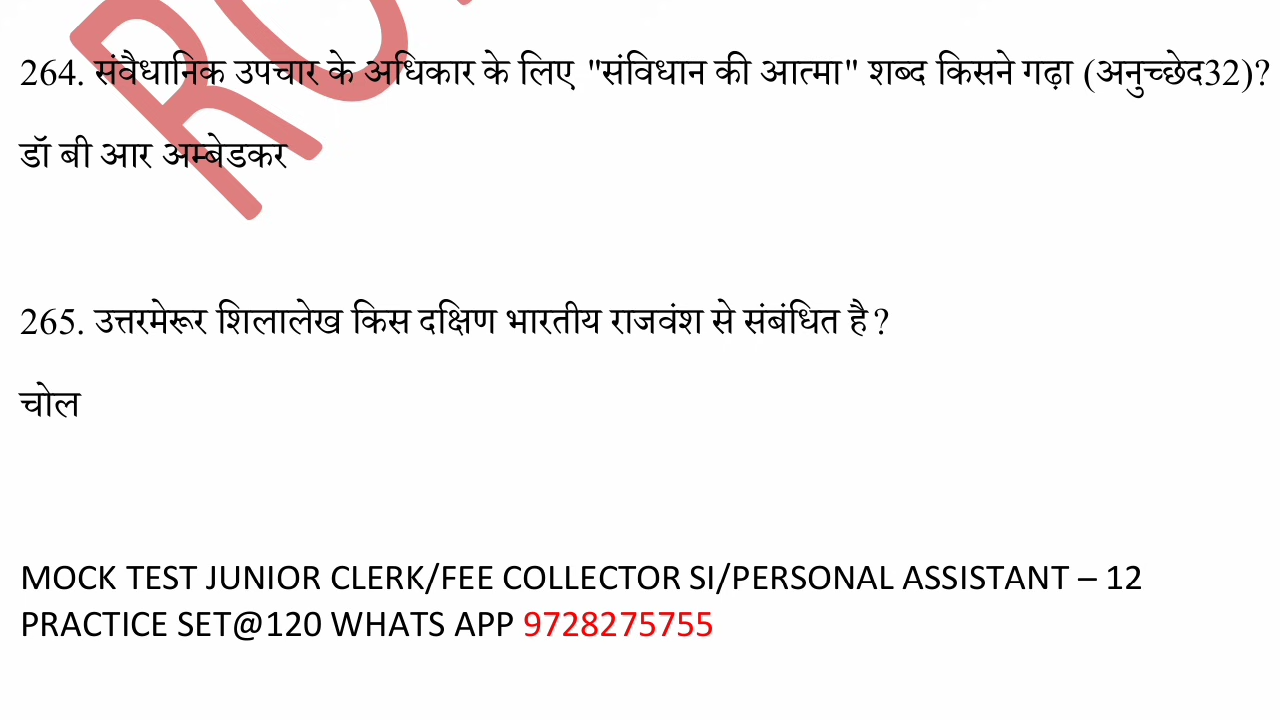 264. संवैधानिक उपचार के अधिकार के लिए "संविधान की आत्मा" शब्द किसने गढ़ा (अनुच्छेद32)?
डॉ बी आर अम्बेडकर
265. उत्तरमेरूर शिलालेख किस दक्षिण भारतीय राजवंश से संबंधित है?
चोल
MOCK TEST JUNIOR CLERK/FEE COLLECTOR SI/PERSONAL ASSISTANT – 12
PRACTICE SET@120 WHATS APP 9728275755